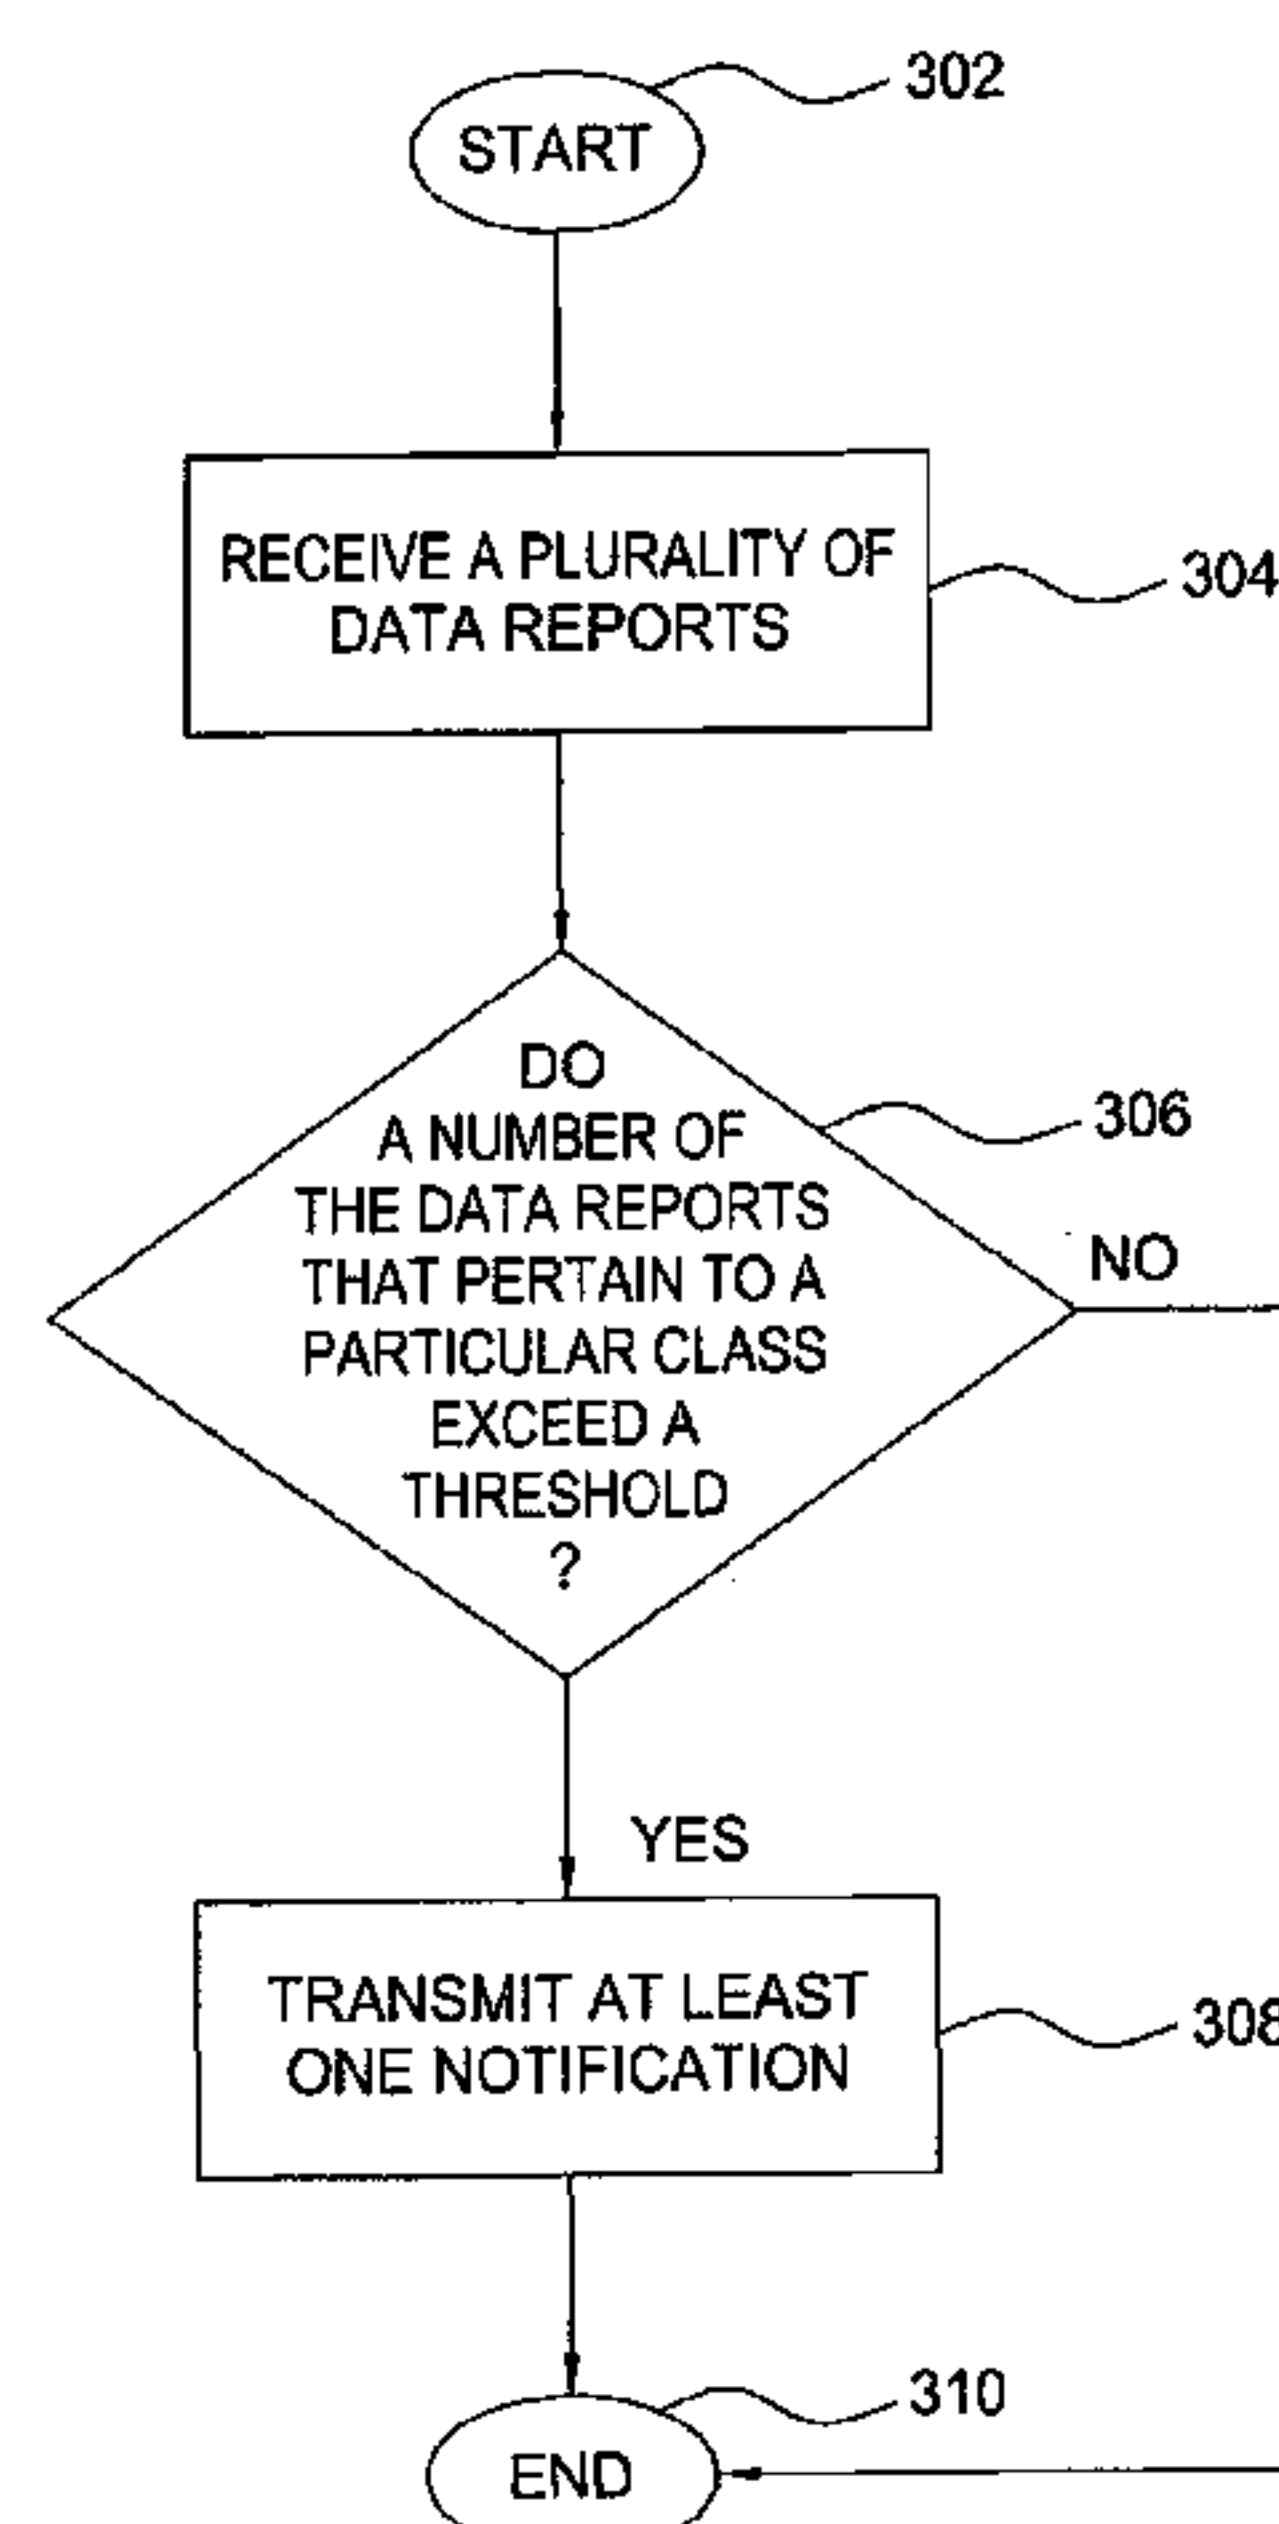 302
START
RECEIVE A PLURALITY OF
DATA REPORTS
304
DO
A NUMBER OF
THE DATA REPORTS
THAT PERTAIN TO A
PARTICULAR CLASS
EXCEED A
THRESHOLD
?
306
NO
YES
TRANSMIT AT LEAST
ONE NOTIFICATION
308
310
END